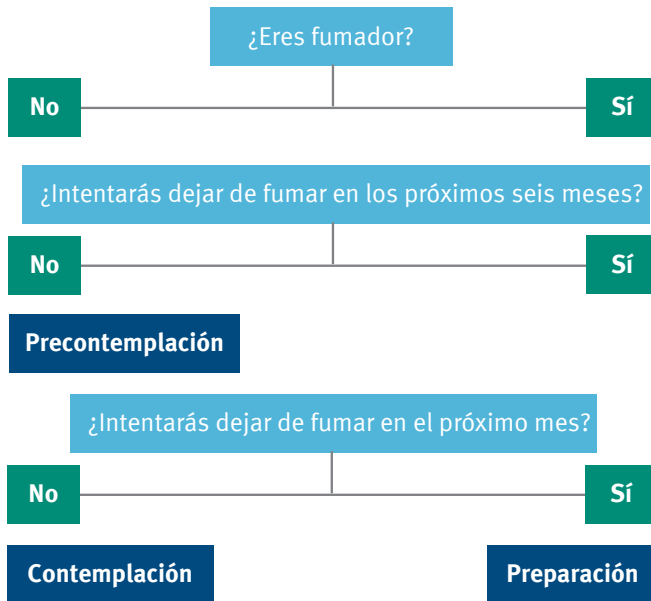 ¿Eres fumador?
No
Sí
¿Intentarás dejar de fumar en los próximos seis meses?
No
Sí
Precontemplación
¿Intentarás dejar de fumar en el próximo mes?
No
Sí
Contemplación
Preparación